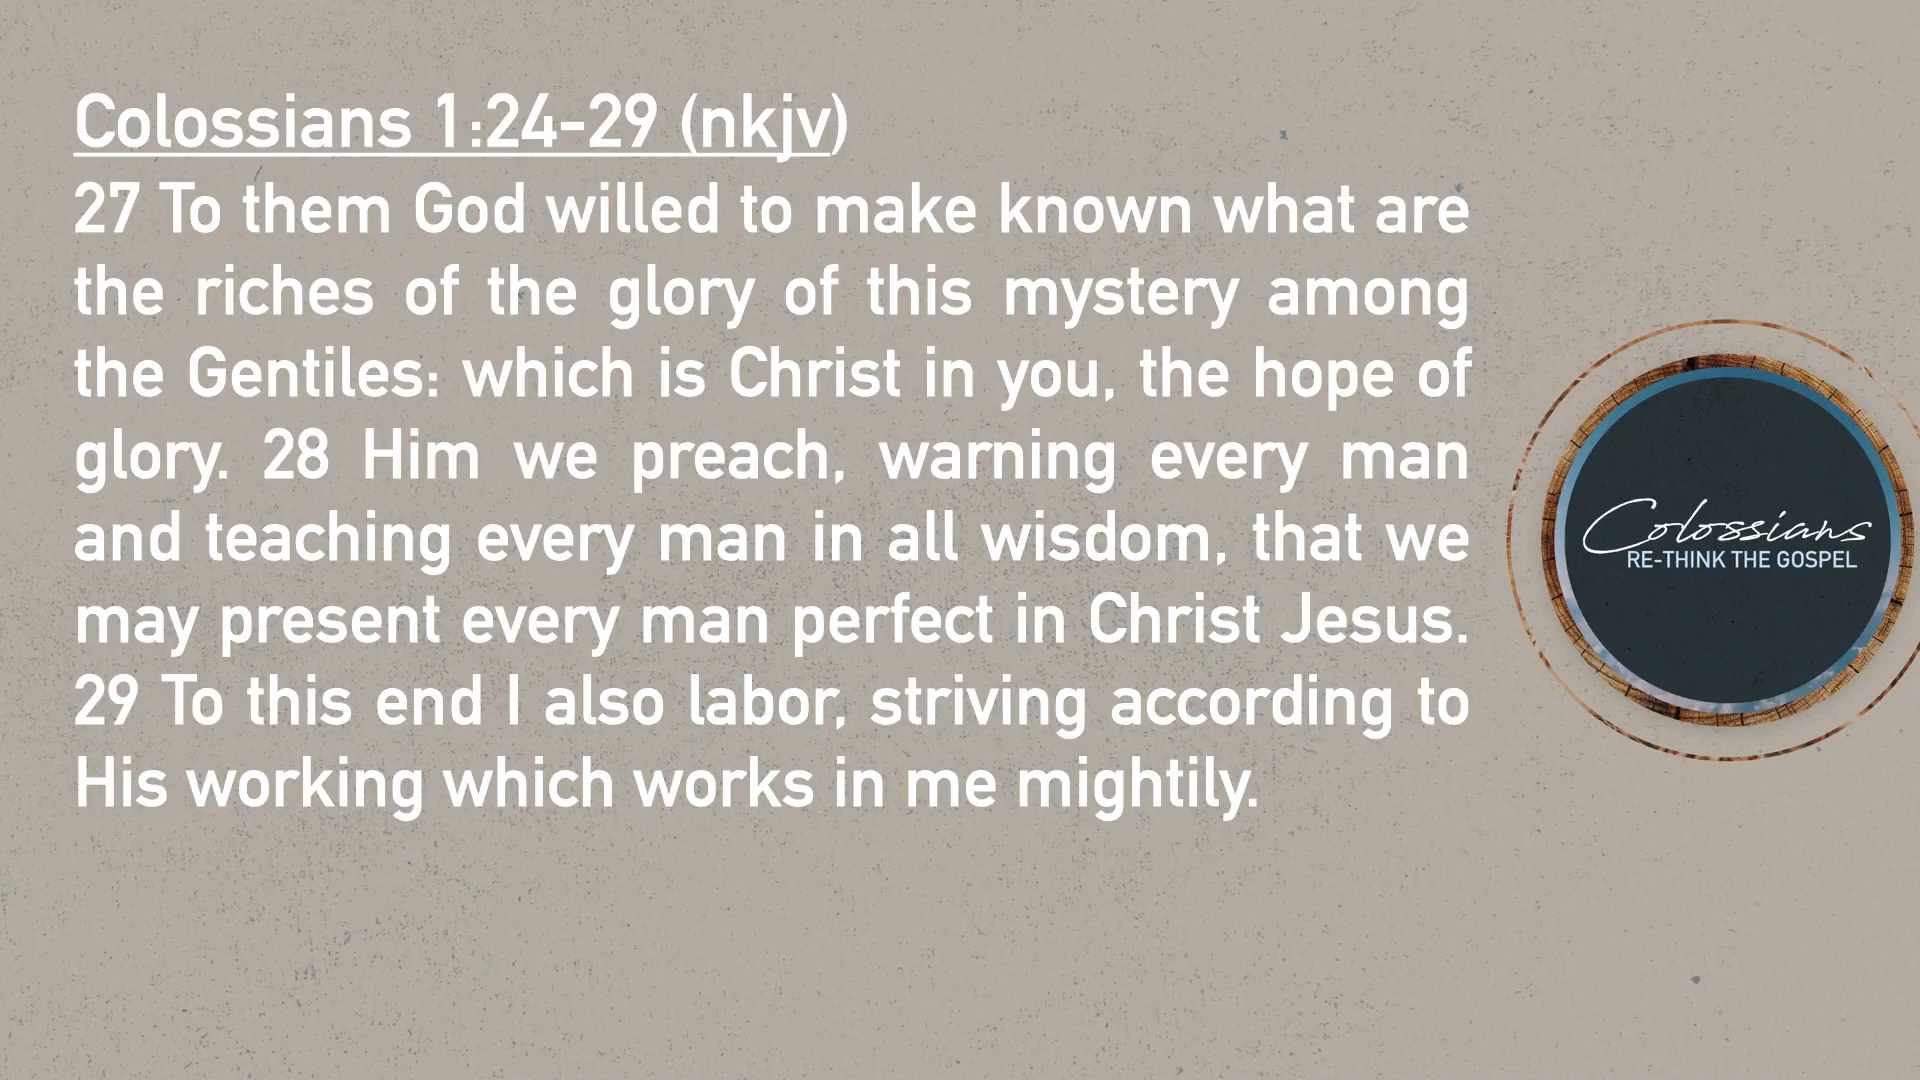 Colossians 1:24-29 (nkjv)
27 To them God willed to make known what are
the riches of the glory of this mystery among
the Gentiles: which is Christ in you, the hope of
glory. 28 Him we preach, warning every man
and teaching every man in all wisdom, that we
may present every man perfect in Christ Jesus.
29 To this end I also labor, striving according to
His working which works in me mightily.
Colossians
RE-THINK THE GOSPEL